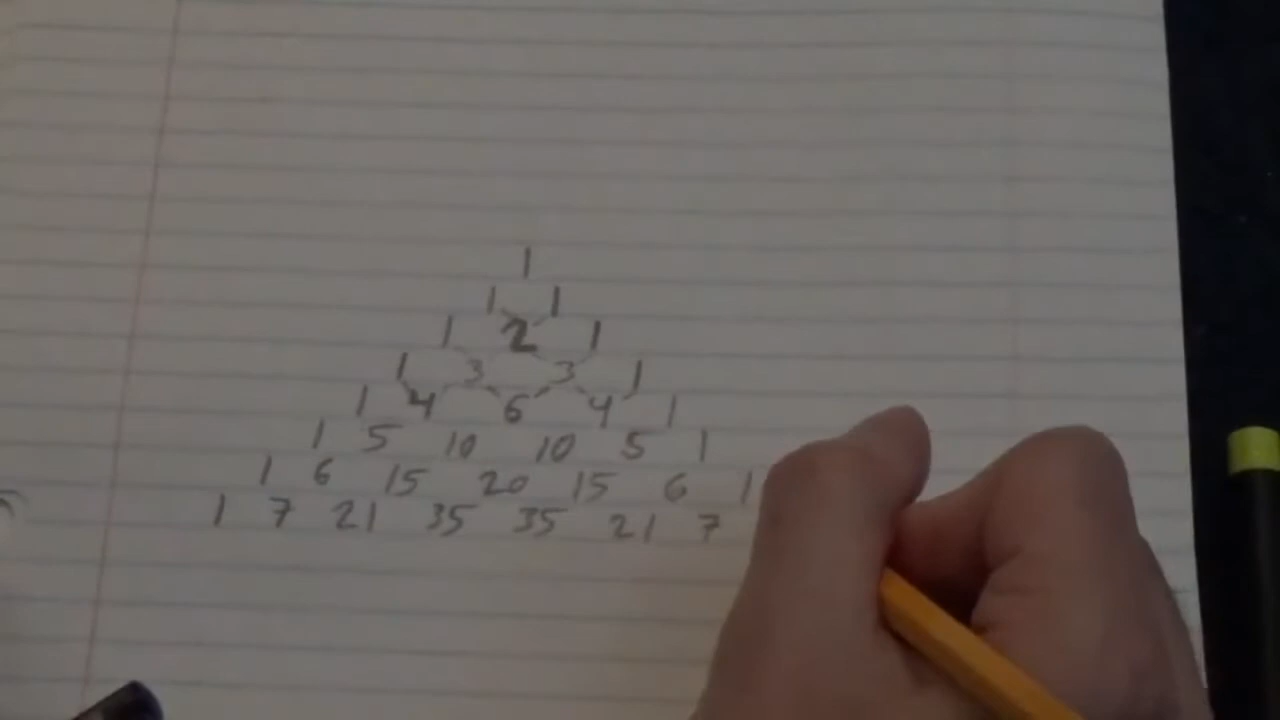 1
1 1
1 2 1
1 3 3 1
1 4 6 4 1
1 5 10 10 5 1
1 6 15 20 15 6 1
1 7 21 35 35 21 7